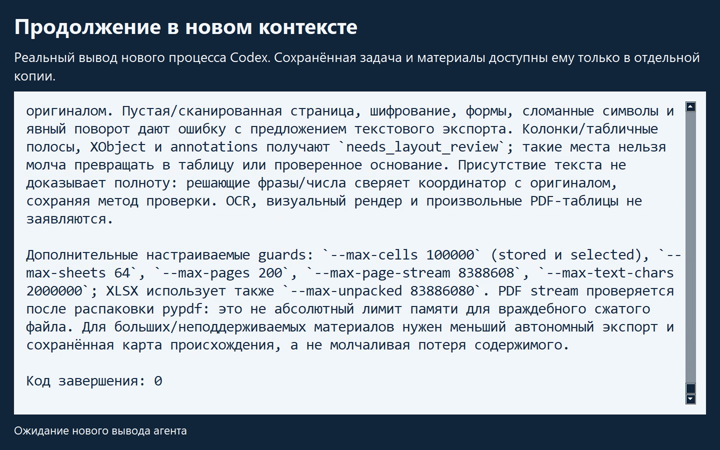 Продолжение в новом контексте
Реальный вывод нового процесса Codex. Сохранённая задача и материалы доступны ему только в отдельной
копии.
оригиналом. Пустая/сканированная страница, шифрование, формы, сломанные символы и
явный поворот дают ошибку с предложением текстового экспорта. Колонки/табличные
полосы, XObject и annotations получают `needs_layout_review`; такие места нельзя
молча превращать в таблицу или проверенное основание. Присутствие текста не
доказывает полноту: решающие фразы/числа сверяет координатор с оригиналом,
сохраняя метод проверки. OCR, визуальный рендер и произвольные PDF-таблицы не
заявляются.
Дополнительные настраиваемые guards: `--max-cells 100000` (stored и selected), `--
max-sheets 64`, `--max-pages 200`, `--max-page-stream 8388608`, `--max-text-chars
2000000`; XLSX использует также `--max-unpacked 83886080`. PDF stream проверяется
после распаковки pypdf: это не абсолютный лимит памяти для враждебного сжатого
файла. Для больших/неподдерживаемых материалов нужен меньший автономный экспорт и
сохранённая карта происхождения, а не молчаливая потеря содержимого.
Код завершения: 0
Ожидание нового вывода агента